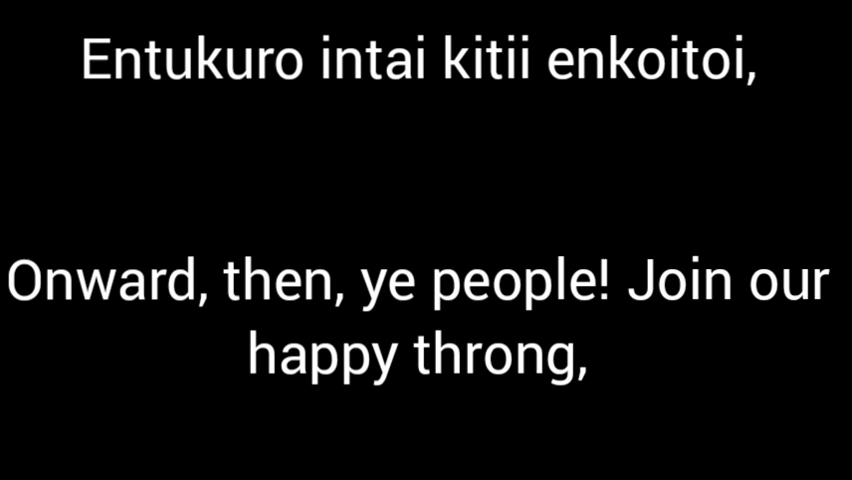 Entukuro intai kitii enkoitoi,
Onward, then, ye people! Join our
happy throng,